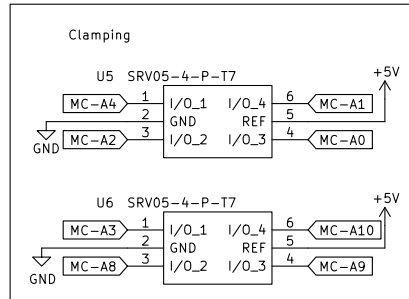 Clamping
U5 SRV05-4-P-T7
+5V
MC-A4 1 I/O_1 I/O_4 6 MC-A1
2 GND REF 5
MC-A2 3 I/O_2 I/O_3 4 MC-A0
GND
U6 SRV05-4-P-T7
+5V
MC-A3 1 I/O_1 I/O_4 6 MC-A10
2 GND REF 5
MC-A8 3 I/O_2 I/O_3 4 MC-A9
GND